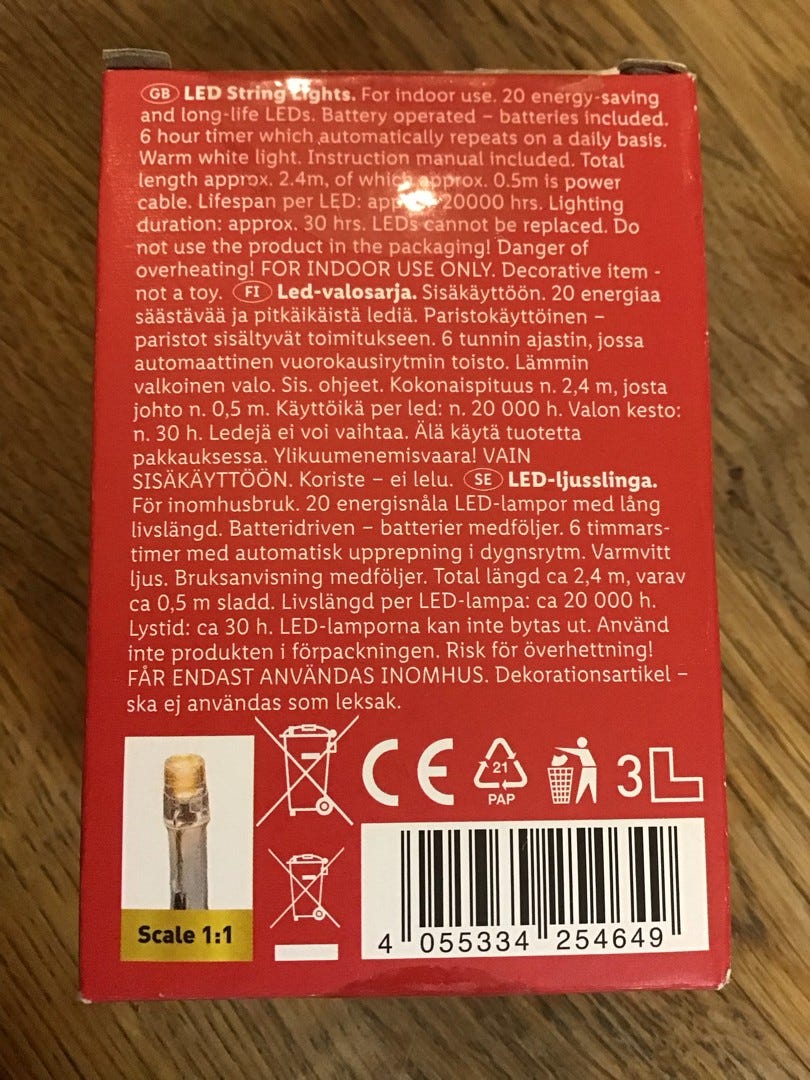 GB LED String Lights. For indoor use. 20 energy-saving
and long-life LEDs. Battery operated – batteries included.
6 hour timer which automatically repeats on a daily basis.
Warm white light. Instruction manual included. Total
length approx. 2.4m, of which approx. 0.5m is power
cable. Lifespan per LED: approx. 20000 hrs. Lighting
duration: approx. 30 hrs. LEDs cannot be replaced. Do
not use the product in the packaging! Danger of
overheating! FOR INDOOR USE ONLY. Decorative item -
not a toy. FI Led-valosarja. Sisäkäyttöön. 20 energiaa
säästävää ja pitkäikäistä lediä. Paristokäyttöinen –
paristot sisältyvät toimitukseen. 6 tunnin ajastin, jossa
automaattinen vuorokausirytmin toisto. Lämmin
valkoinen valo. Sis. ohjeet. Kokonaispituus n. 2,4 m, josta
johto n. 0,5 m. Käyttöikä per led: n. 20 000 h. Valon kesto:
n. 30 h. Ledejä ei voi vaihtaa. Älä käytä tuotetta
pakkauksessa. Ylikuumenemisvaara! VAIN
SISÄKÄYTTÖÖN. Koriste – ei lelu. SE LED-ljusslinga.
För inomhusbruk. 20 energisnåla LED-lampor med lång
livslängd. Batteridriven – batterier medföljer. 6 timmars-
timer med automatisk upprepning i dygnsrytm. Varmvitt
ljus. Bruksanvisning medföljer. Total längd ca 2,4 m, varav
ca 0,5 m sladd. Livslängd per LED-lampa: ca 20 000 h.
Lystid: ca 30 h. LED-lamporna kan inte bytas ut. Använd
inte produkten i förpackningen. Risk för överhettning!
FÅR ENDAST ANVÄNDAS INOMHUS. Dekorationsartikel –
ska ej användas som leksak.
CE 21 3L
PAP
Scale 1:1
4 055334 254649